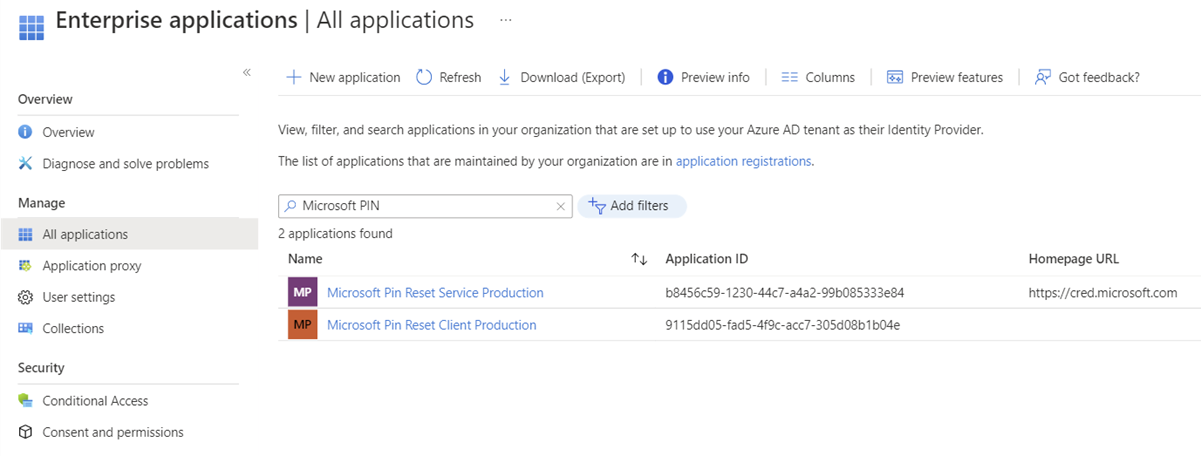 Enterprise applications | All applications ...
«
Overview
Overview
Diagnose and solve problems
Manage
All applications
Application proxy
User settings
Collections
Security
Conditional Access
Consent and permissions
New application Refresh Download (Export) Preview info Columns Preview features Got feedback?
View, filter, and search applications in your organization that are set up to use your Azure AD tenant as their Identity Provider.
The list of applications that are maintained by your organization are in application registrations.
Microsoft PIN Add filters
2 applications found
Name Application ID Homepage URL
MP Microsoft Pin Reset Service Production b8456c59-1230-44c7-a4a2-99b085333e84 https://cred.microsoft.com
MP Microsoft Pin Reset Client Production 9115dd05-fad5-4f9c-acc7-305d08b1b04e